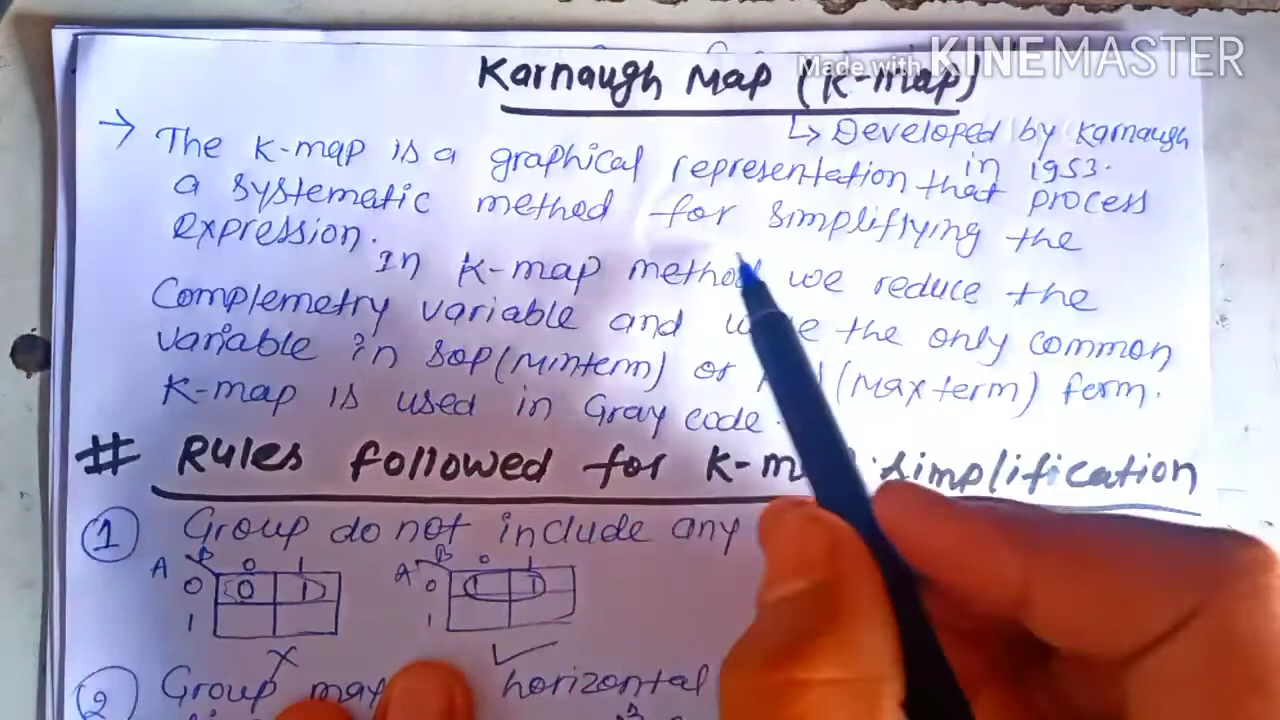 Made with KINEMASTER
Karnaugh Map (K-map)
↳ Developed by Karnaugh
in 1953.
→ The K-map is a graphical representation that process
a systematic method for simplifying the
expression.
In K-map method we reduce the
Complemetry variable and the only common
variable in SOP (Minterm) or (Maxterm) form.
K-map is used in Gray code.
# Rules followed for K-m simplification
① Group do not include any
A B 0 1
0 0 1
1
A B 0 1
0 1 1
1
✗ ✓
② Group may horizontal